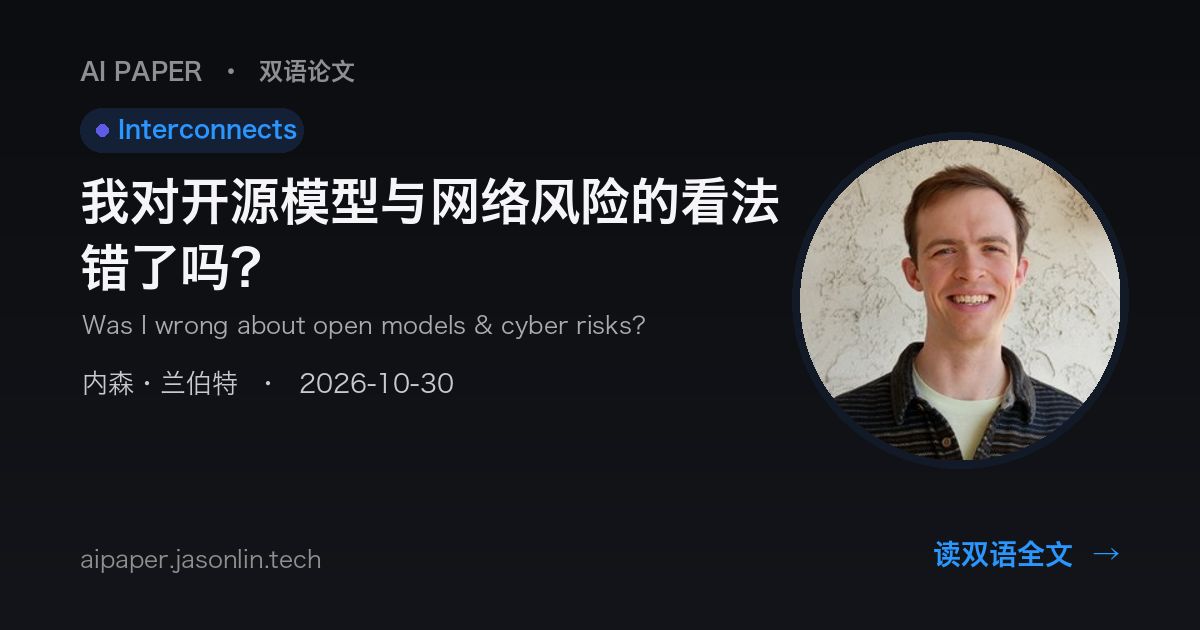 AI PAPER · 双语论文
Interconnects
我对开源模型与网络风险的看法
错了吗?
Was I wrong about open models & cyber risks?
内森·兰伯特 · 2026-10-30
aipaper.jasonlin.tech
读双语全文 →